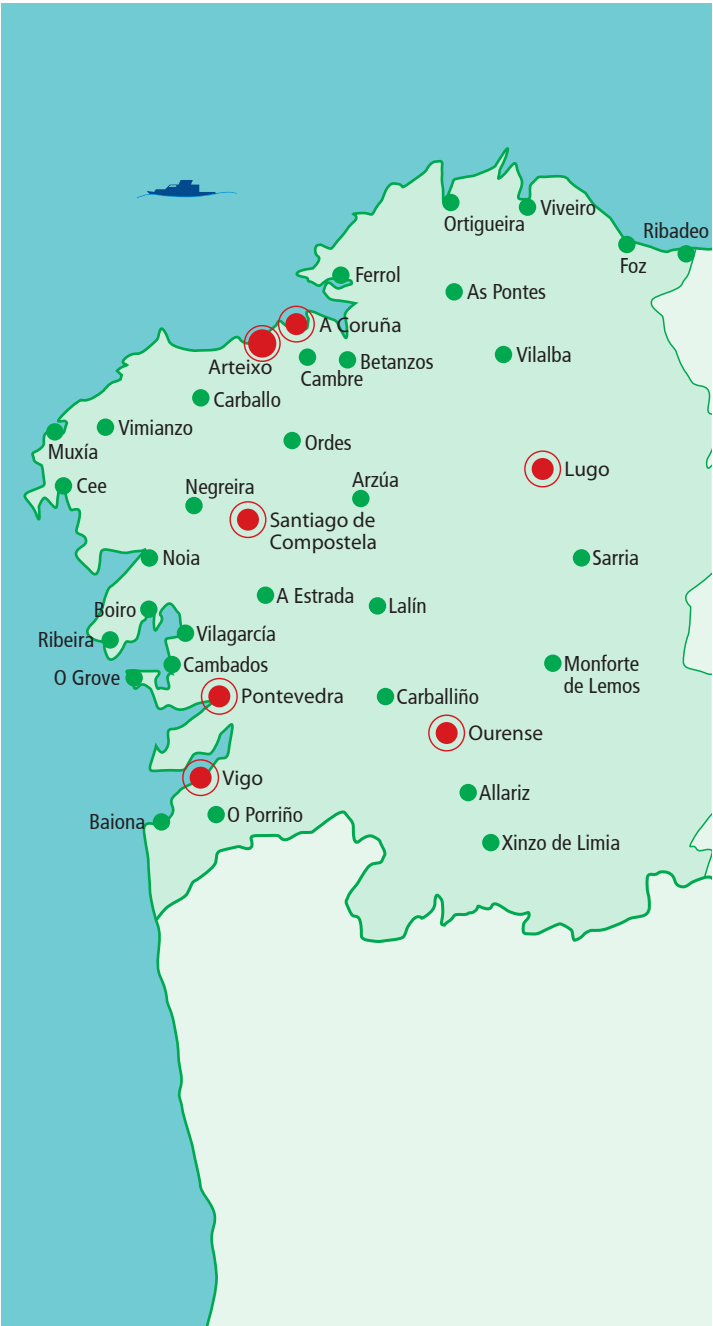 Viveiro
Ortigueira
Ribadeo
Foz
Ferrol
As Pontes
A Coruña
Arteixo
Cambre
Betanzos
Vilalba
Carballo
Vimianzo
Muxía
Ordes
Lugo
Cee
Negreira
Arzúa
Santiago de
Compostela
Noia
Sarria
A Estrada
Lalín
Boiro
Ribeira
Vilagarcía
Cambados
O Grove
Monforte
de Lemos
Pontevedra
Carballiño
Ourense
Vigo
Allariz
Baiona
O Porriño
Xinzo de Limia